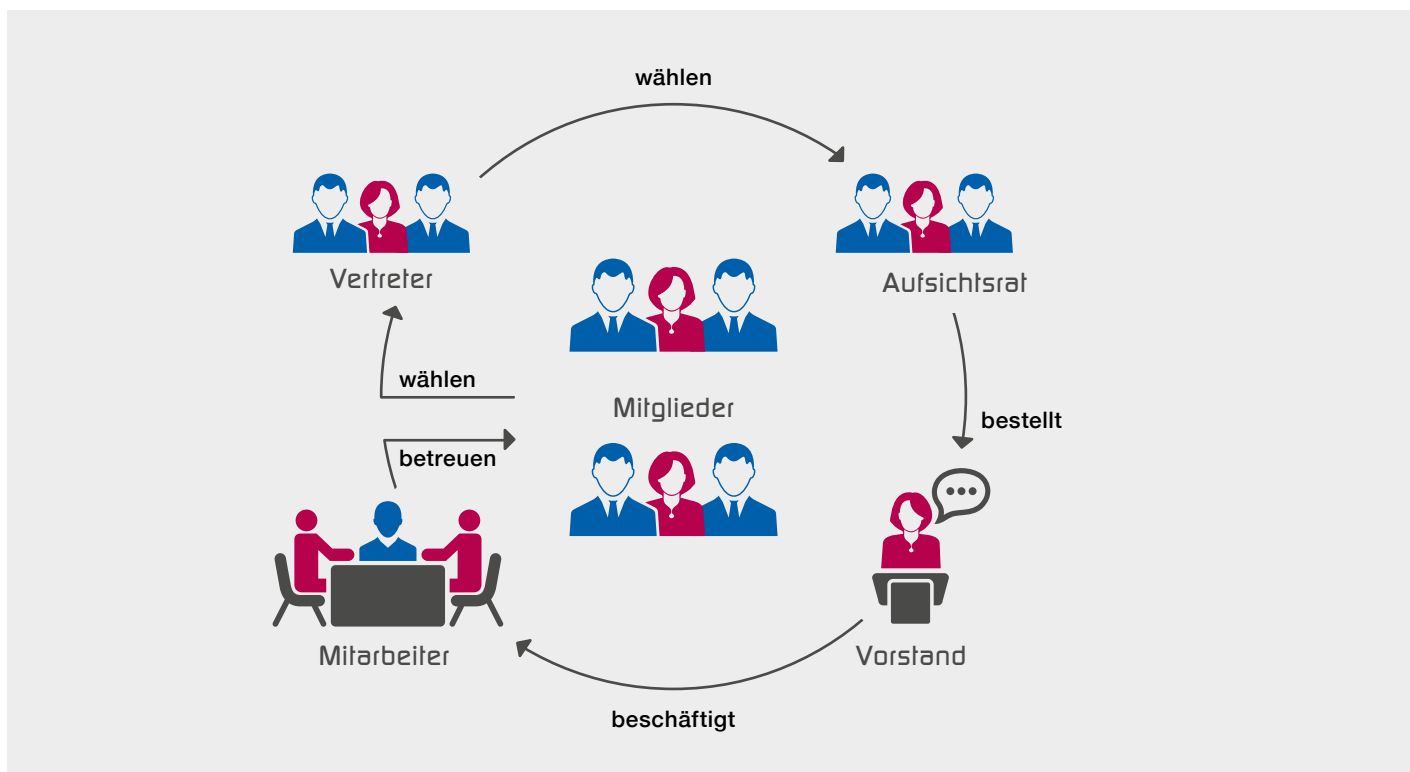 wählen
Vertreter
Aufsichtsrat
wählen
Mitglieder
bestellt
betreuen
Mitarbeiter
Vorstand
beschäftigt